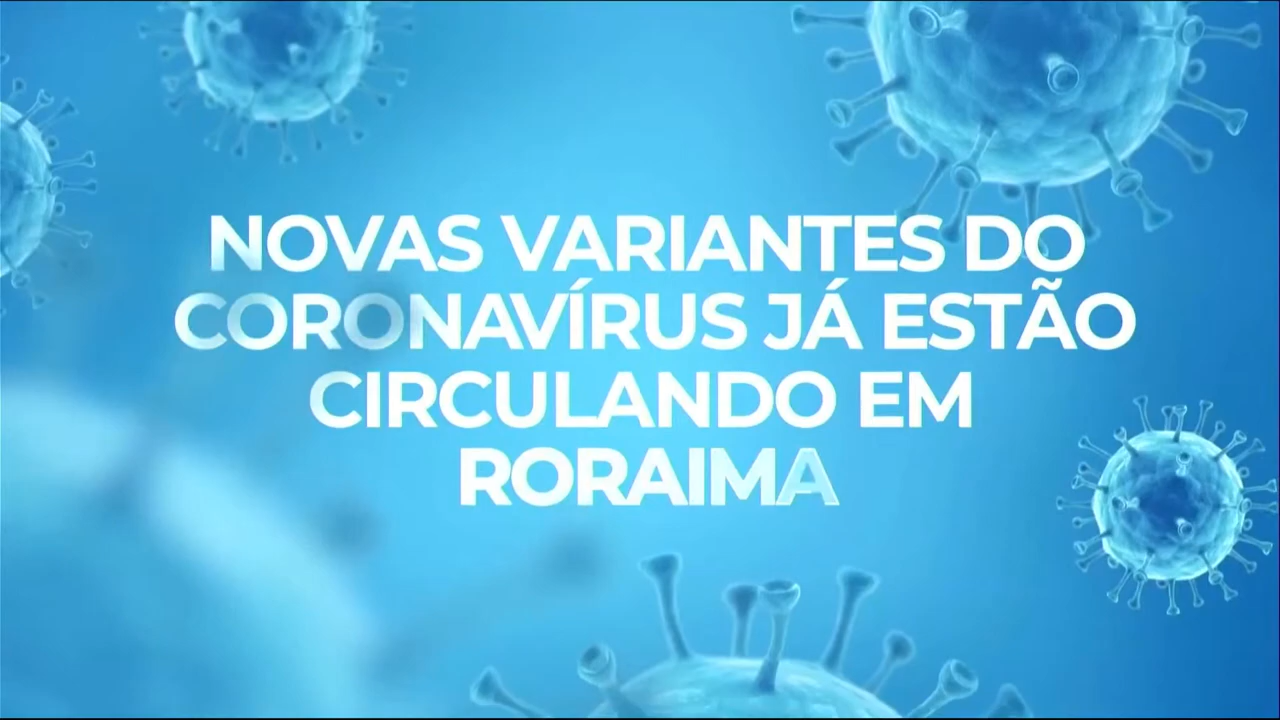 NOVAS VARIANTES DO
CORONAVÍRUS JÁ ESTÃO
CIRCULANDO EM
RORAIMA